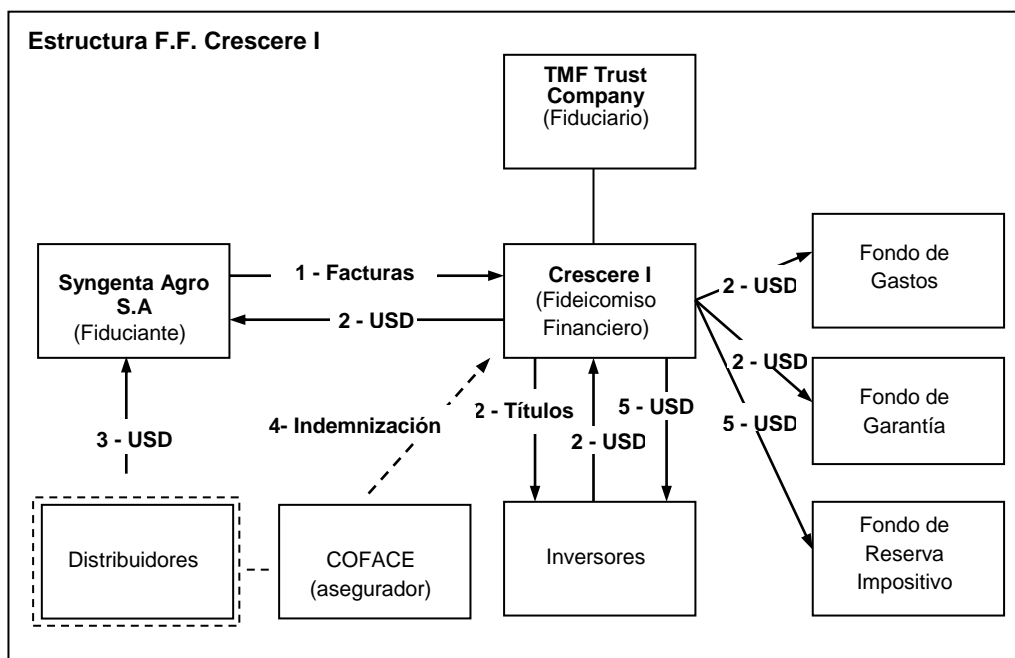 Estructura F.F. Crescere I
TMF Trust
Company
(Fiduciario)
Syngenta Agro
S.A
(Fiduciante)
1 - Facturas
2 - USD
Crescere I
(Fideicomiso
Financiero)
2 - USD
Fondo de
Gastos
2 - USD
Fondo de
Garantía
5 - USD
Fondo de
Reserva
Impositivo
3 - USD
4- Indemnización
2 - Títulos
2 - USD
5 - USD
Distribuidores
COFACE
(asegurador)
Inversores